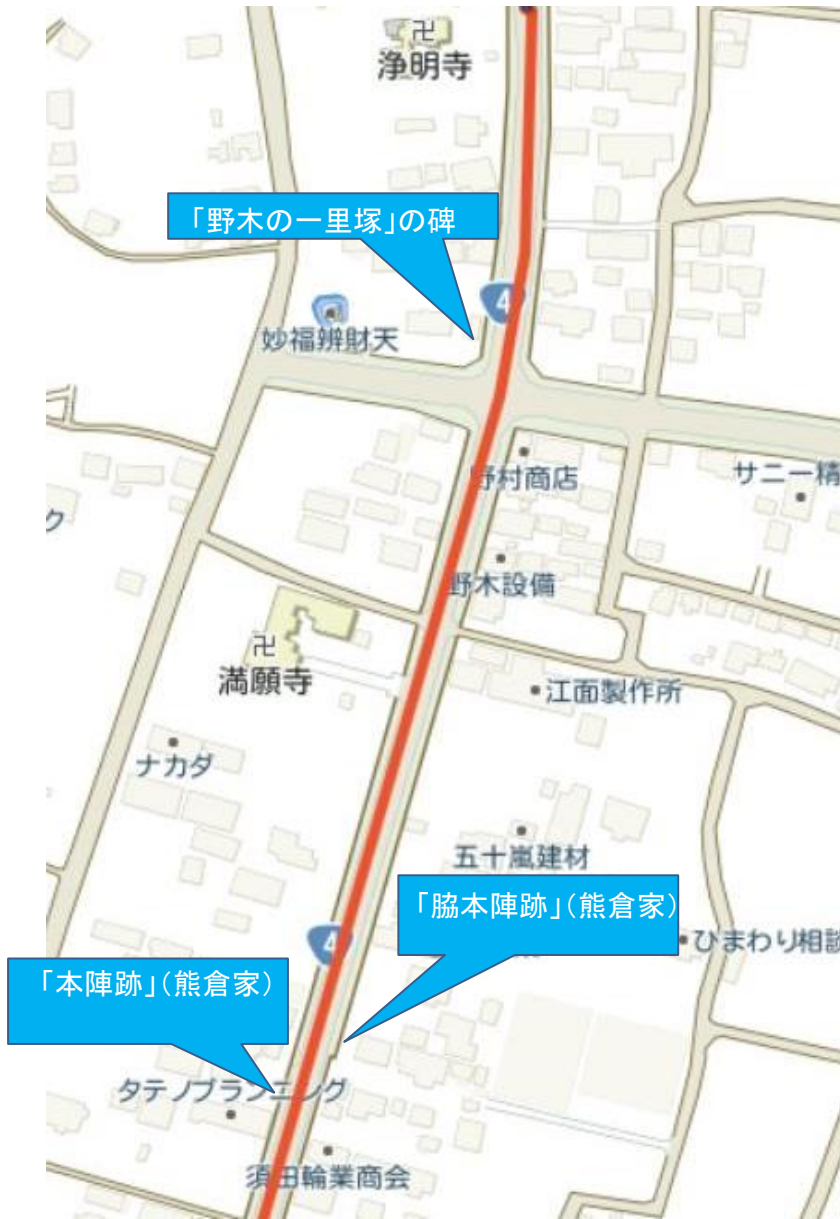 卍
浄明寺
「野木の一里塚」の碑
4
妙福辨財天
野村商店
サニー精
ク
野木設備
卍
満願寺
江面製作所
ナカダ
五十嵐建材
「脇本陣跡」(熊倉家)
4
ひまわり相談
「本陣跡」(熊倉家)
タテノプランニング
須田輪業商会